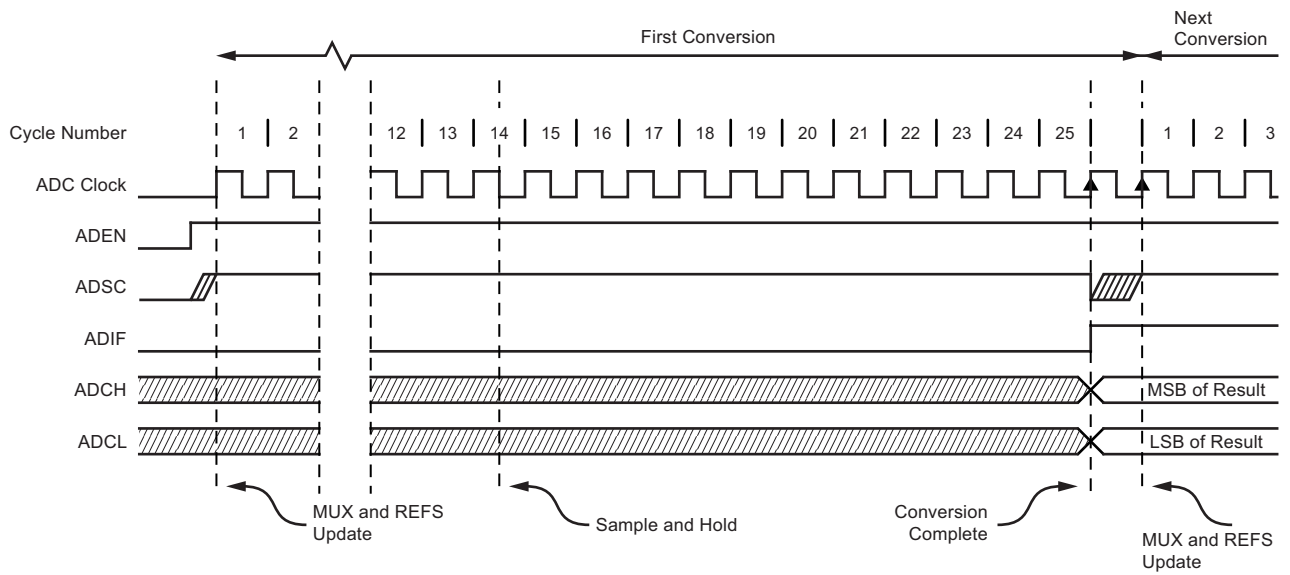 First Conversion
Next
Conversion
Cycle Number 1 2 12 13 14 15 16 17 18 19 20 21 22 23 24 25 1 2 3
ADC Clock
ADEN
ADSC
ADIF
ADCH MSB of Result
ADCL LSB of Result
MUX and REFS
Update
Sample and Hold
Conversion
Complete
MUX and REFS
Update